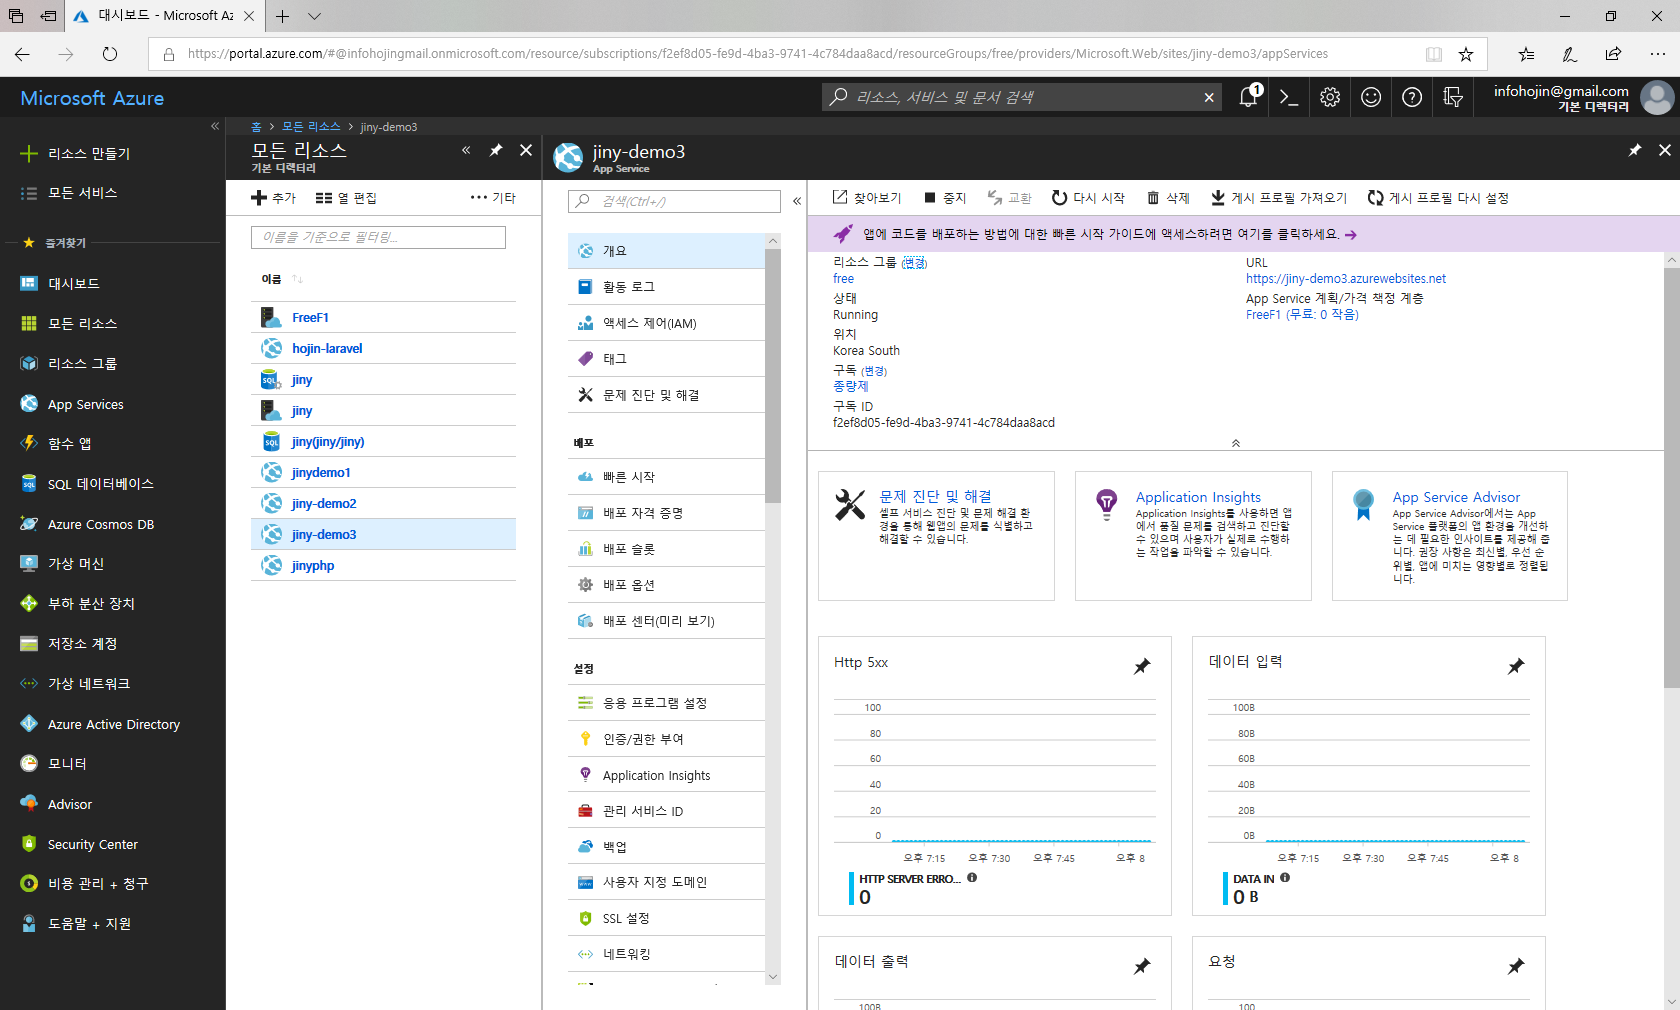 대시보드 - Microsoft Az
https://portal.azure.com/#@infohojingmail.onmicrosoft.com/resource/subscriptions/f2ef8d05-fe9d-4ba3-9741-4c784daa8acd/resourceGroups/free/providers/Microsoft.Web/sites/jiny-demo3/appServices
Microsoft Azure
리소스, 서비스 및 문서 검색
1
infohojin@gmail.com
기본 디렉터리
리소스 만들기
모든 서비스
즐겨찾기
대시보드
모든 리소스
리소스 그룹
App Services
함수 앱
SQL 데이터베이스
Azure Cosmos DB
가상 머신
부하 분산 장치
저장소 계정
가상 네트워크
Azure Active Directory
모니터
Advisor
Security Center
비용 관리 + 청구
도움말 + 지원
홈 > 모든 리소스 > jiny-demo3
모든 리소스
기본 디렉터리
추가 열 편집 ··· 기타
이름을 기준으로 필터링...
이름
FreeF1
hojin-laravel
jiny
jiny
jiny(jiny/jiny)
jinydemo1
jiny-demo2
jiny-demo3
jinyphp
jiny-demo3
App Service
검색(Ctrl+/)
개요
활동 로그
액세스 제어(IAM)
태그
문제 진단 및 해결
배포
빠른 시작
배포 자격 증명
배포 슬롯
배포 옵션
배포 센터(미리 보기)
설정
응용 프로그램 설정
인증/권한 부여
Application Insights
관리 서비스 ID
백업
사용자 지정 도메인
SSL 설정
네트워킹
찾아보기 중지 교환 다시 시작 삭제 게시 프로필 가져오기 게시 프로필 다시 설정
앱에 코드를 배포하는 방법에 대한 빠른 시작 가이드에 액세스하려면 여기를 클릭하세요. →
리소스 그룹 (변경)
free
상태
Running
위치
Korea South
구독 (변경)
종량제
구독 ID
f2ef8d05-fe9d-4ba3-9741-4c784daa8acd
URL
https://jiny-demo3.azurewebsites.net
App Service 계획/가격 책정 계층
FreeF1 (무료: 0 작음)
문제 진단 및 해결
셀프 서비스 진단 및 문제 해결 환
경을 통해 웹앱의 문제를 식별하고
해결할 수 있습니다.
Application Insights
Application Insights를 사용하면 앱
에서 품질 문제를 검색하고 진단할
수 있으며 사용자가 실제로 수행하
는 작업을 파악할 수 있습니다.
App Service Advisor
App Service Advisor에서는 App
Service 플랫폼의 앱 환경을 개선하
는 데 필요한 인사이트를 제공해 줍
니다. 권장 사항은 최신별, 우선 순
위별, 앱에 미치는 영향별로 정렬됩
니다.
Http 5xx
100
80
60
40
20
0
오후 7:15 오후 7:30 오후 7:45 오후 8
HTTP SERVER ERRO...
0
데이터 입력
100B
80B
60B
40B
20B
0B
오후 7:15 오후 7:30 오후 7:45 오후 8
DATA IN
0 B
데이터 출력
100B
요청
100